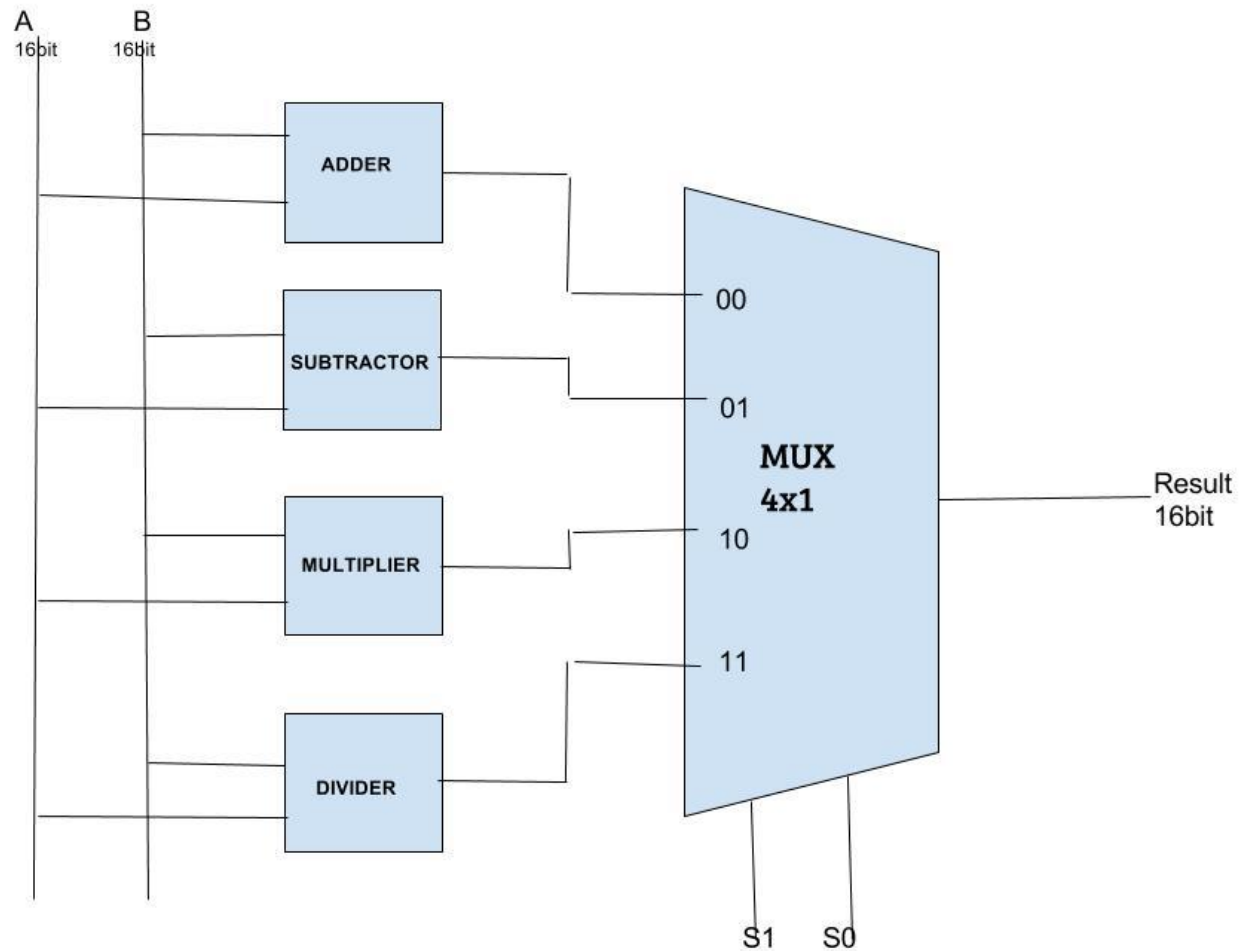 A
16bit
B
16bit
ADDER
SUBTRACTOR
MULTIPLIER
DIVIDER
00
01
10
11
MUX
4x1
Result
16bit
S1
S0